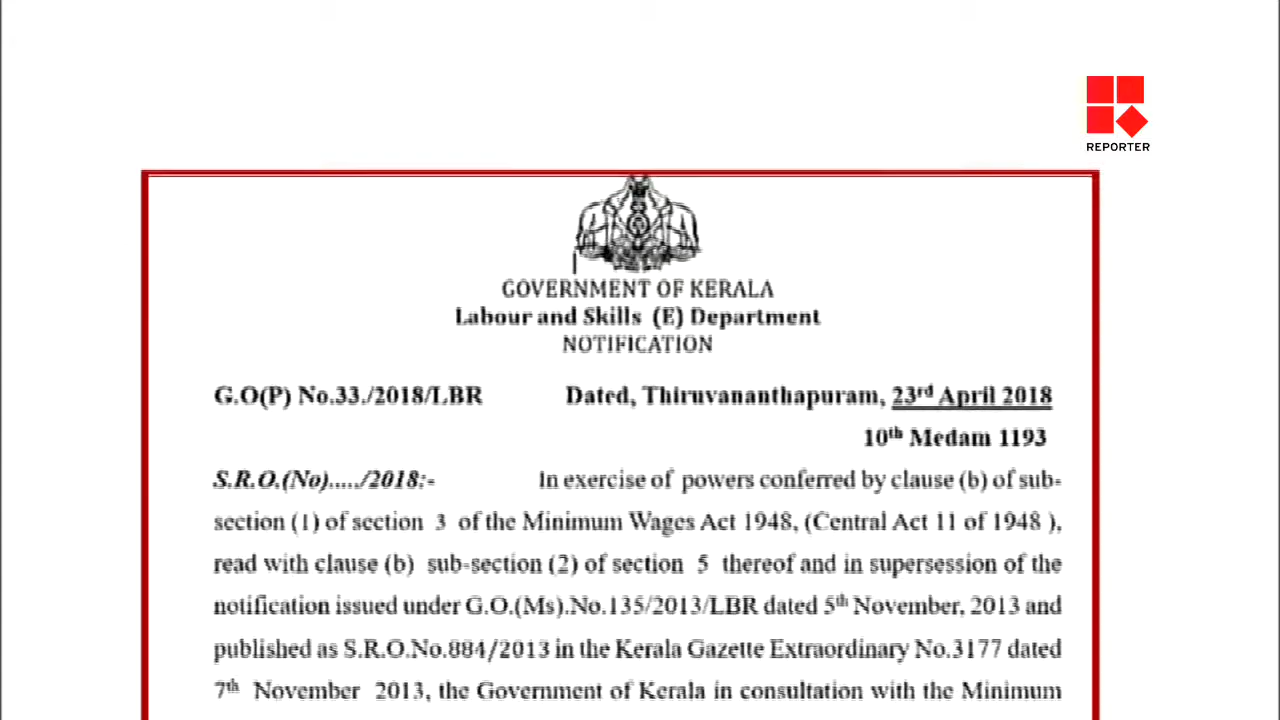 REPORTER
GOVERNMENT OF KERALA
Labour and Skills (E) Department
NOTIFICATION
G.O(P) No.33./2018/LBR Dated, Thiruvananthapuram, 23rd April 2018
10th Medam 1193
S.R.O.(No)...../2018:- In exercise of powers conferred by clause (b) of sub-
section (1) of section 3 of the Minimum Wages Act 1948, (Central Act 11 of 1948 ),
read with clause (b) sub-section (2) of section 5 thereof and in supersession of the
notification issued under G.O.(Ms).No.135/2013/LBR dated 5th November, 2013 and
published as S.R.O.No.884/2013 in the Kerala Gazette Extraordinary No.3177 dated
7th November 2013, the Government of Kerala in consultation with the Minimum